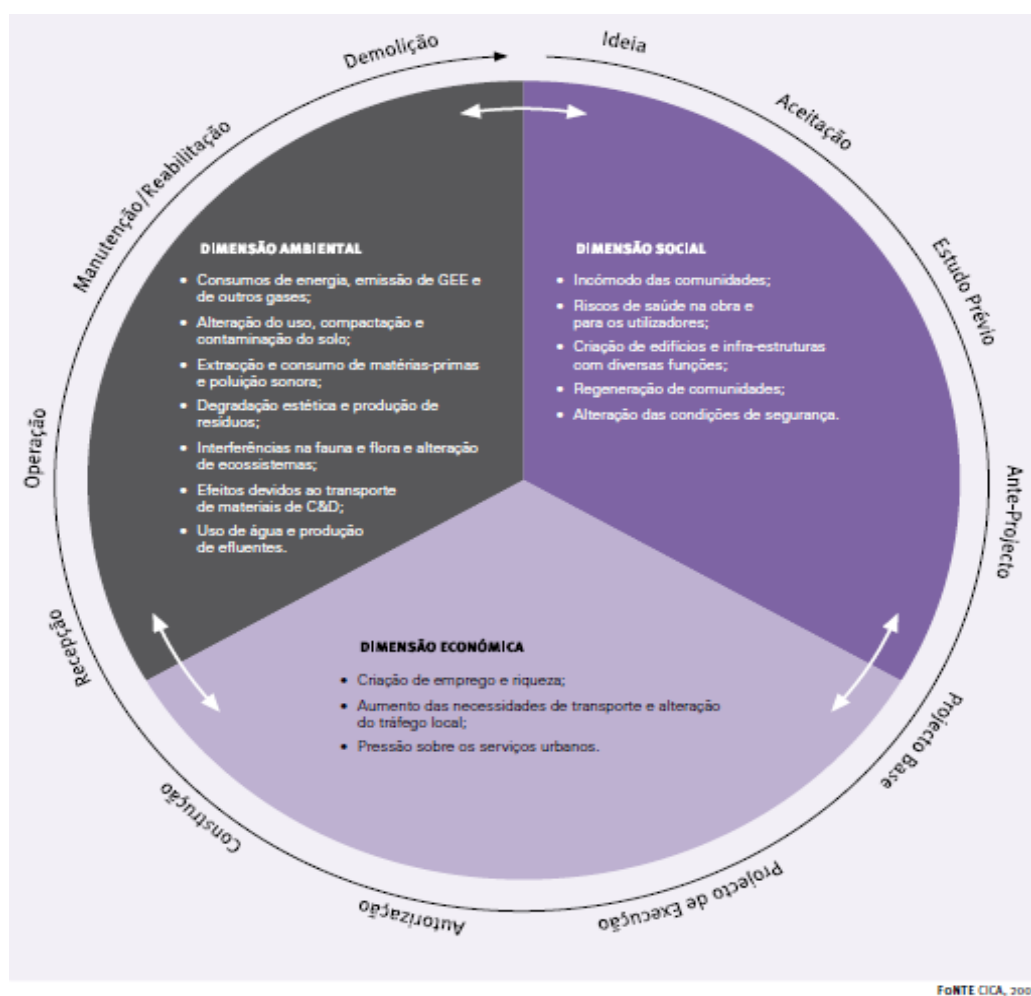 Ideia
Aceitação
Estudo Prévio
Ante-Projecto
Projecto Base
Projecto de Execução
Autorização
Construção
Recepção
Operação
Manutenção/Reabilitação
Demolição
DIMENSÃO AMBIENTAL
• Consumos de energia, emissão de GEE e
de outros gases;
• Alteração do uso, compactação e
contaminação do solo;
• Extracção e consumo de matérias-primas
e poluição sonora;
• Degradação estética e produção de
resíduos;
• Interferências na fauna e flora e alteração
de ecossistemas;
• Efeitos devidos ao transporte
de materiais de C&D;
• Uso de água e produção
de efluentes.
DIMENSÃO SOCIAL
• Incómodo das comunidades;
• Riscos de saúde na obra e
para os utilizadores;
• Criação de edifícios e infra-estruturas
com diversas funções;
• Regeneração de comunidades;
• Alteração das condições de segurança.
DIMENSÃO ECONÓMICA
• Criação de emprego e riqueza;
• Aumento das necessidades de transporte e alteração
do tráfego local;
• Pressão sobre os serviços urbanos.
FONTE CICA,